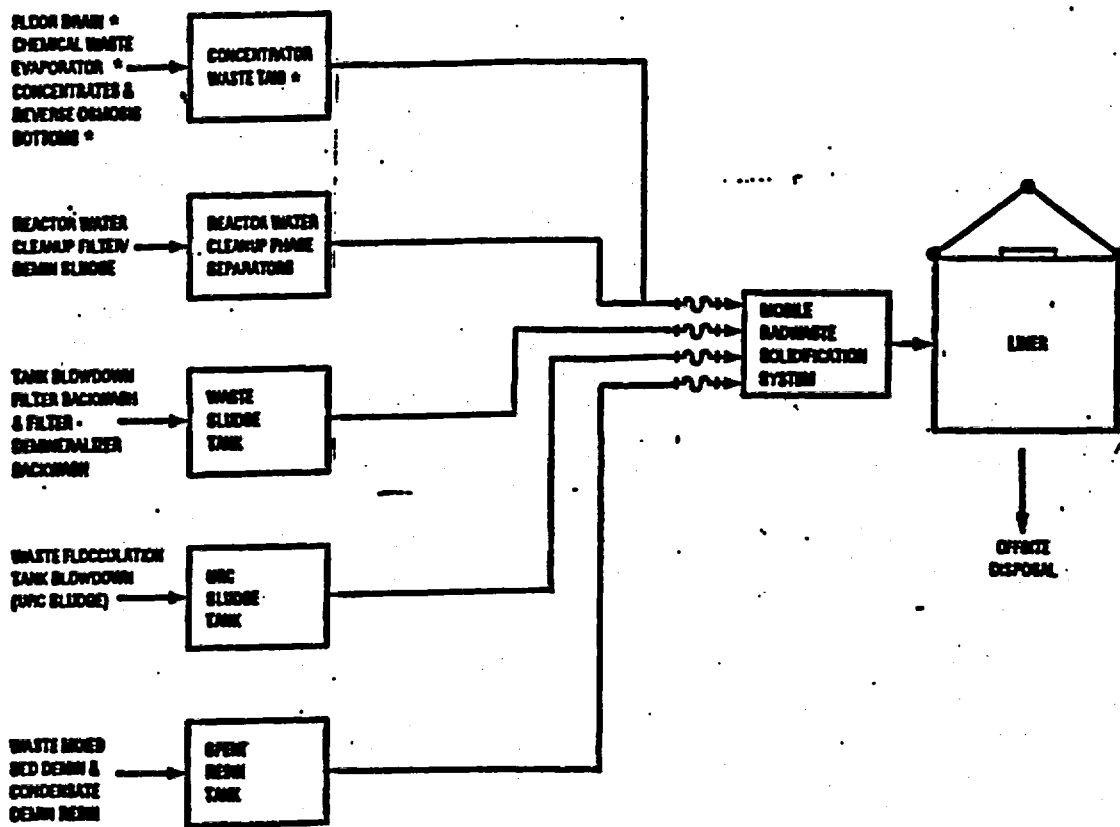 FLOOR DRAIN *
CHEMICAL WASTE
EVAPORATOR *
CONCENTRATES &
REVERSE OSMOSIS
BOTTOMS *
CONCENTRATOR
WASTE TANK *
REACTOR WATER
CLEANUP FILTER/
DEMIN SLUDGE
REACTOR WATER
CLEANUP PHASE
SEPARATORS
TANK BLOWDOWN
FILTER BACKWASH
& FILTER -
DEMINERALIZER
BACKWASH
WASTE
SLUDGE
TANK
WASTE FLOCCULATION
TANK BLOWDOWN
(URC SLUDGE)
URC
SLUDGE
TANK
WASTE MIXED
BED DEMIN &
CONDENSATE
DEMIN RESIN
SPENT
RESIN
TANK
MOBILE
RADWASTE
SOLIDIFICATION
SYSTEM
LINER
OFFSITE
DISPOSAL